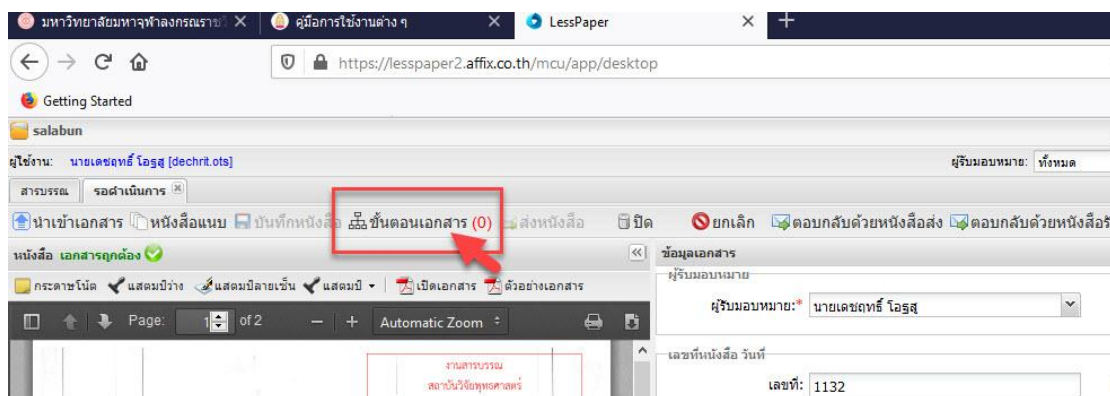 มหาวิทยาลัยมหาจุฬาลงกรณราชวิ
คู่มือการใช้งานต่าง ๆ
LessPaper
https://lesspaper2.affix.co.th/mcu/app/desktop
Getting Started
salabun
ผู้ใช้งาน: นายเดชฤทธิ์ โอฐสู [dechrit.ots]
ผู้รับมอบหมาย: ทั้งหมด
สารบรรณ รอดำเนินการ
นำเข้าเอกสาร หนังสือแนบ บันทึกหนังสือ ขั้นตอนเอกสาร (0) ส่งหนังสือ ปิด ยกเลิก ตอบกลับด้วยหนังสือส่ง ตอบกลับด้วยหนังสือรั
หนังสือ เอกสารถูกต้อง
ข้อมูลเอกสาร
กระดาษโน้ต แสตมป์ว่าง แสตมป์ลายเซ็น แสตมป์ เปิดเอกสาร ตัวอย่างเอกสาร
ผู้รับมอบหมาย
ผู้รับมอบหมาย:* นายเดชฤทธิ์ โอฐสู
Page: 1 of 2 Automatic Zoom
เลขที่หนังสือ วันที่
งานสารบรรณ
สถาบันวิจัยพุทธศาสตร์
เลขที่: 1132